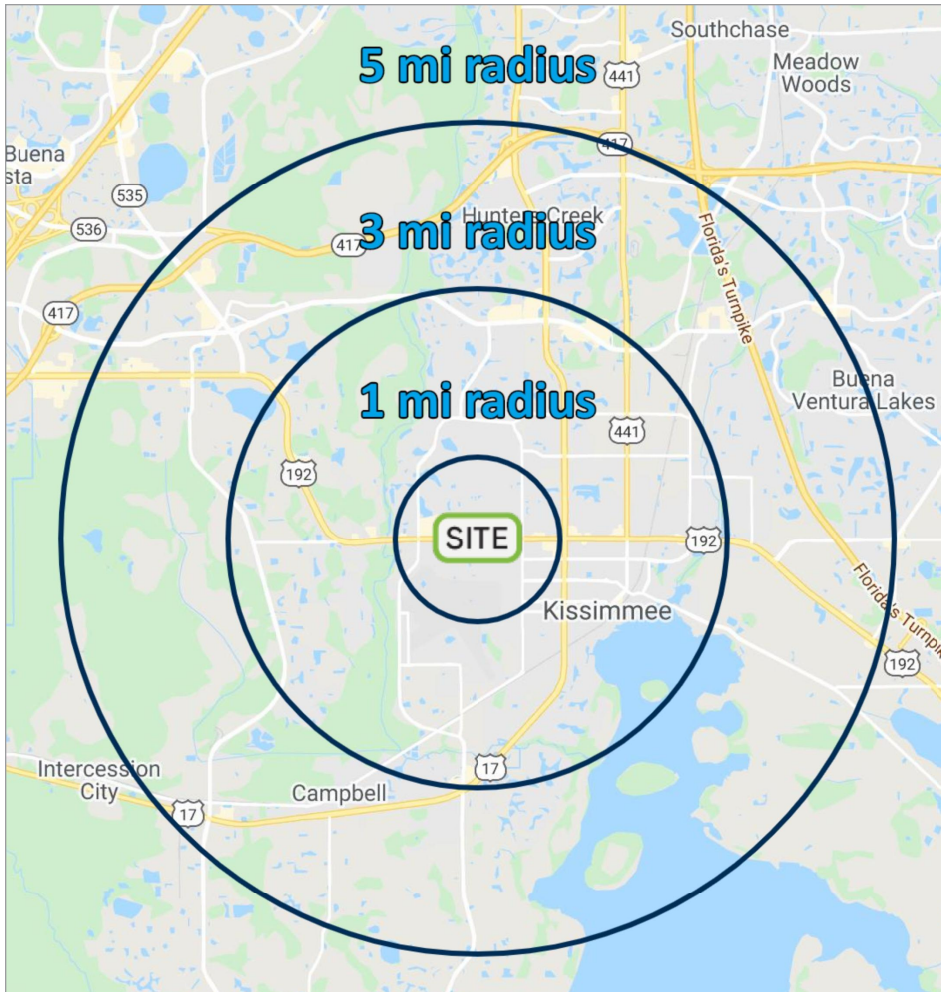 Southchase
5 mi radius
441
Meadow
Woods
417
Buena
sta
535
Hunters Creek
536
417
3 mi radius
Florida's Turnpike
417
Buena
Ventura Lakes
1 mi radius
441
192
SITE
192
Kissimmee
Florida's Turnpik
192
Intercession
City
17
Campbell
17